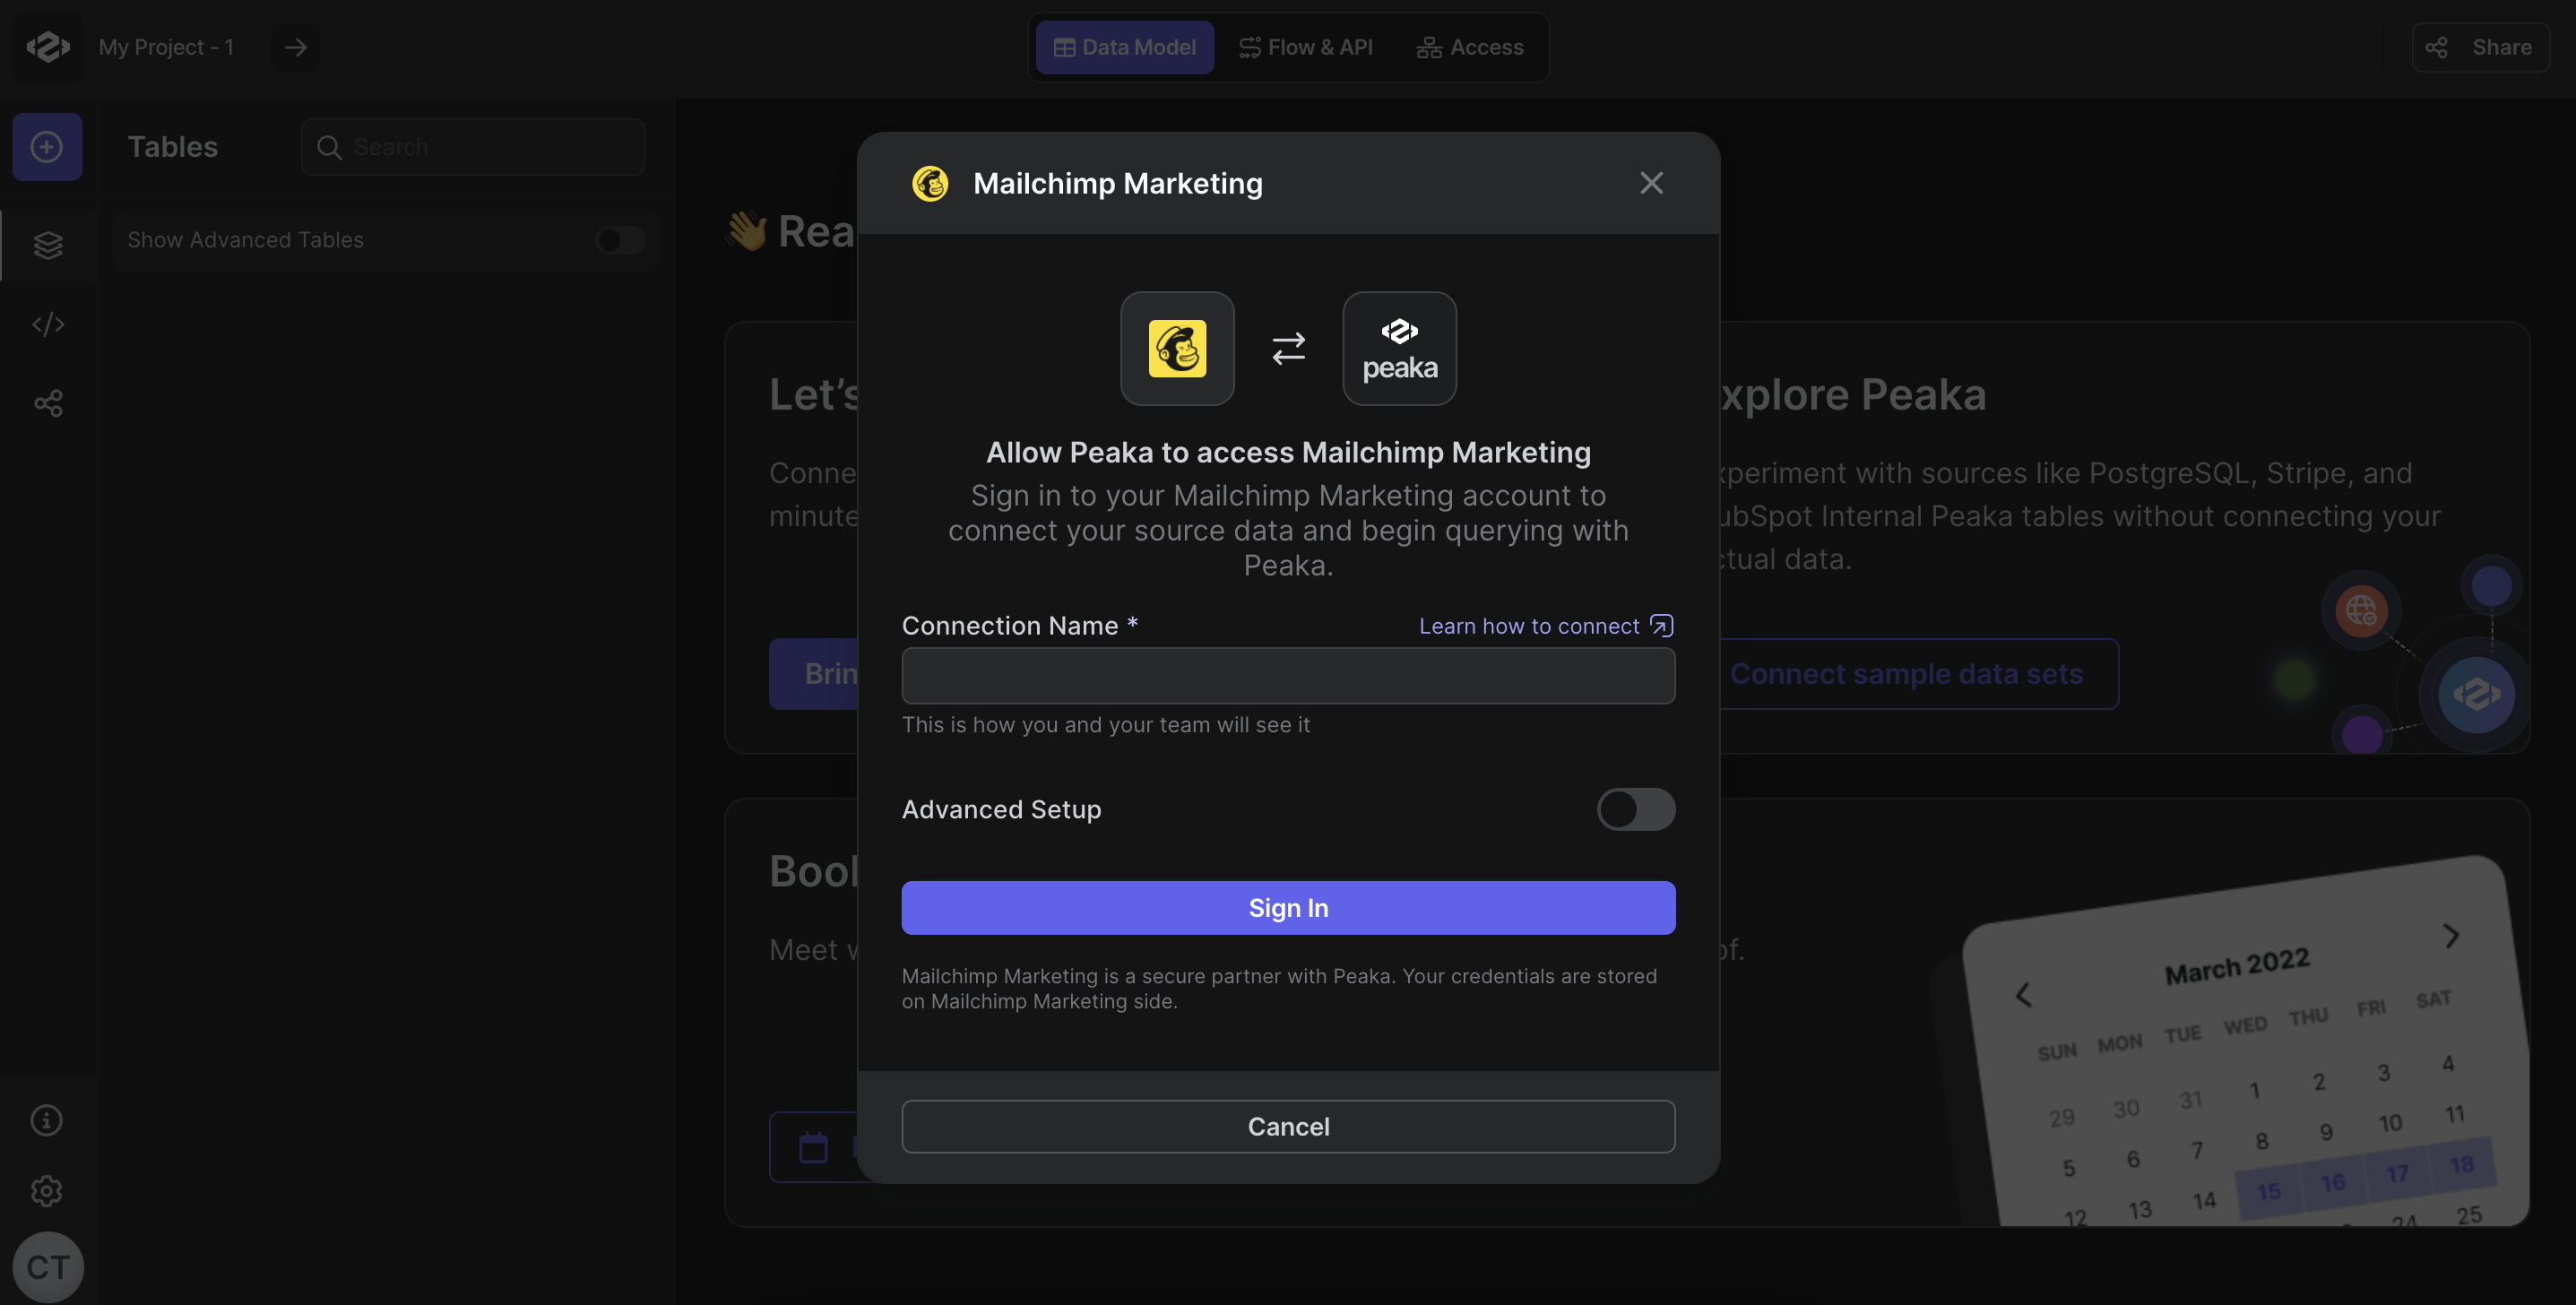 My Project - 1
Data Model
Flow & API
Access
Share
Tables
Search
Show Advanced Tables
👋 Rea
Let’s
Conne
minute
Brin
Mailchimp Marketing
peaka
Allow Peaka to access Mailchimp Marketing
Sign in to your Mailchimp Marketing account to
connect your source data and begin querying with
Peaka.
Connection Name *
Learn how to connect
This is how you and your team will see it
Advanced Setup
Sign In
Mailchimp Marketing is a secure partner with Peaka. Your credentials are stored
on Mailchimp Marketing side.
Cancel
xplore Peaka
xperiment with sources like PostgreSQL, Stripe, and
ubSpot Internal Peaka tables without connecting your
ctual data.
Connect sample data sets
Book
Meet w
of.
March 2022
SUN MON TUE WED THU FRI SAT
29 30 31 1 2 3 4
5 6 7 8 9 10 11
12 13 14 15 16 17 18
24 25
CT